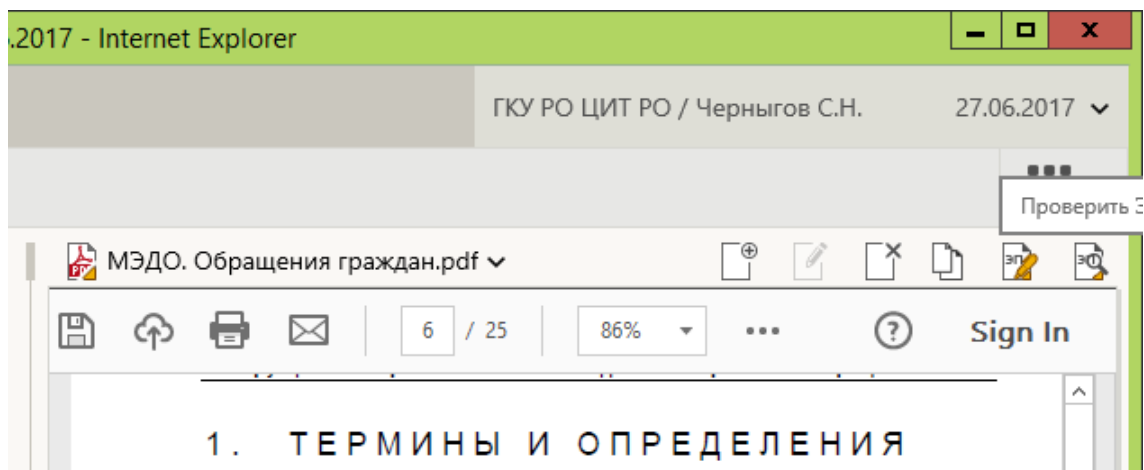 .2017 - Internet Explorer
ГКУ РО ЦИТ РО / Черныгов С.Н. 27.06.2017
Проверить Э
МЭДО. Обращения граждан.pdf
ЭП ЭП
6 / 25 86% Sign In
1. ТЕРМИНЫ И ОПРЕДЕЛЕНИЯ